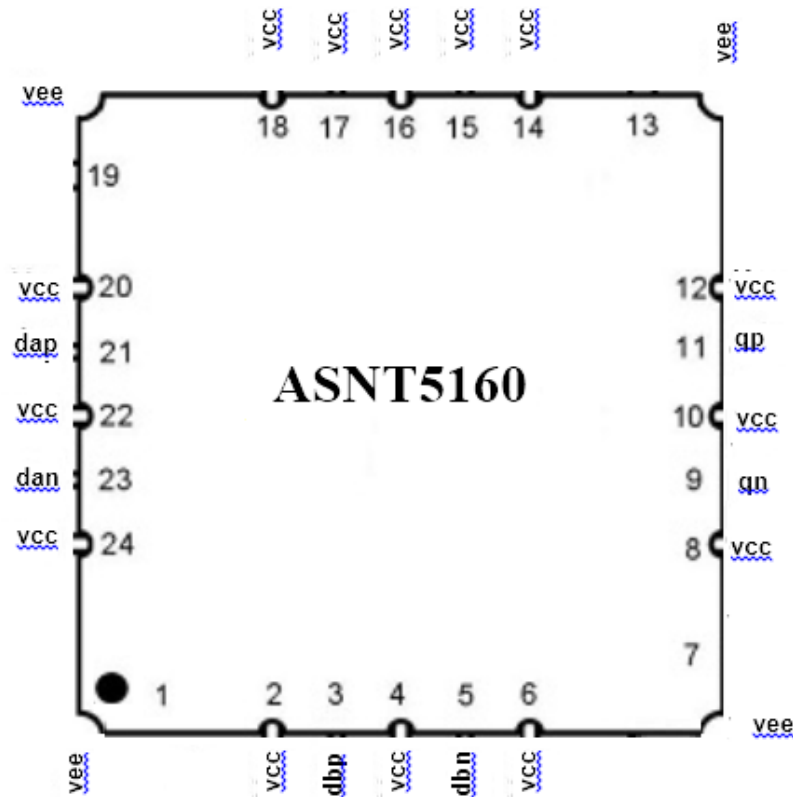 vcc vcc vcc vcc vcc vee
vee
18 17 16 15 14 13
19
vcc 20 12 vcc
dap 21 11 qp
ASNT5160
vcc 22 10 vcc
dan 23 9 qn
vcc 24 8 vcc
7
1 2 3 4 5 6
vee
vee vcc dbp vcc dbn vcc